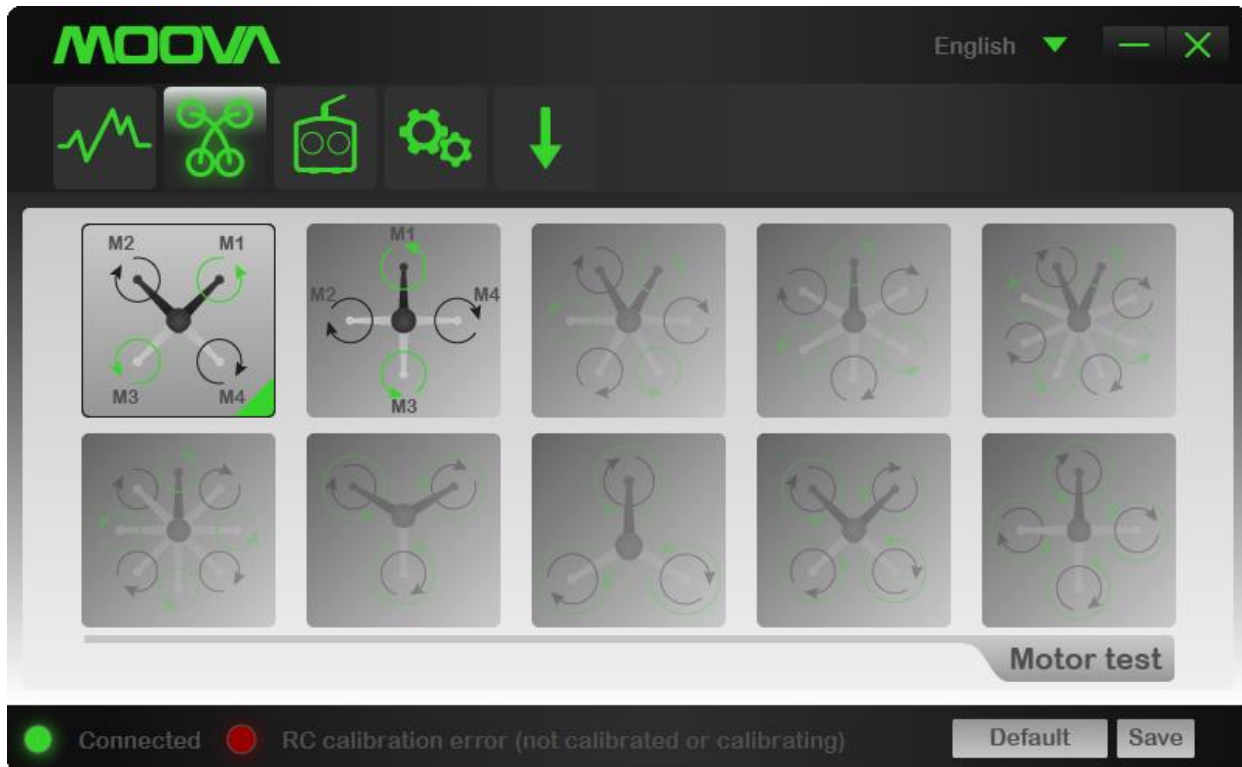 MOOVA
English
M2 M1
M3 M4
M1
M2 M4
M3
Motor test
Connected RC calibration error (not calibrated or calibrating) Default Save